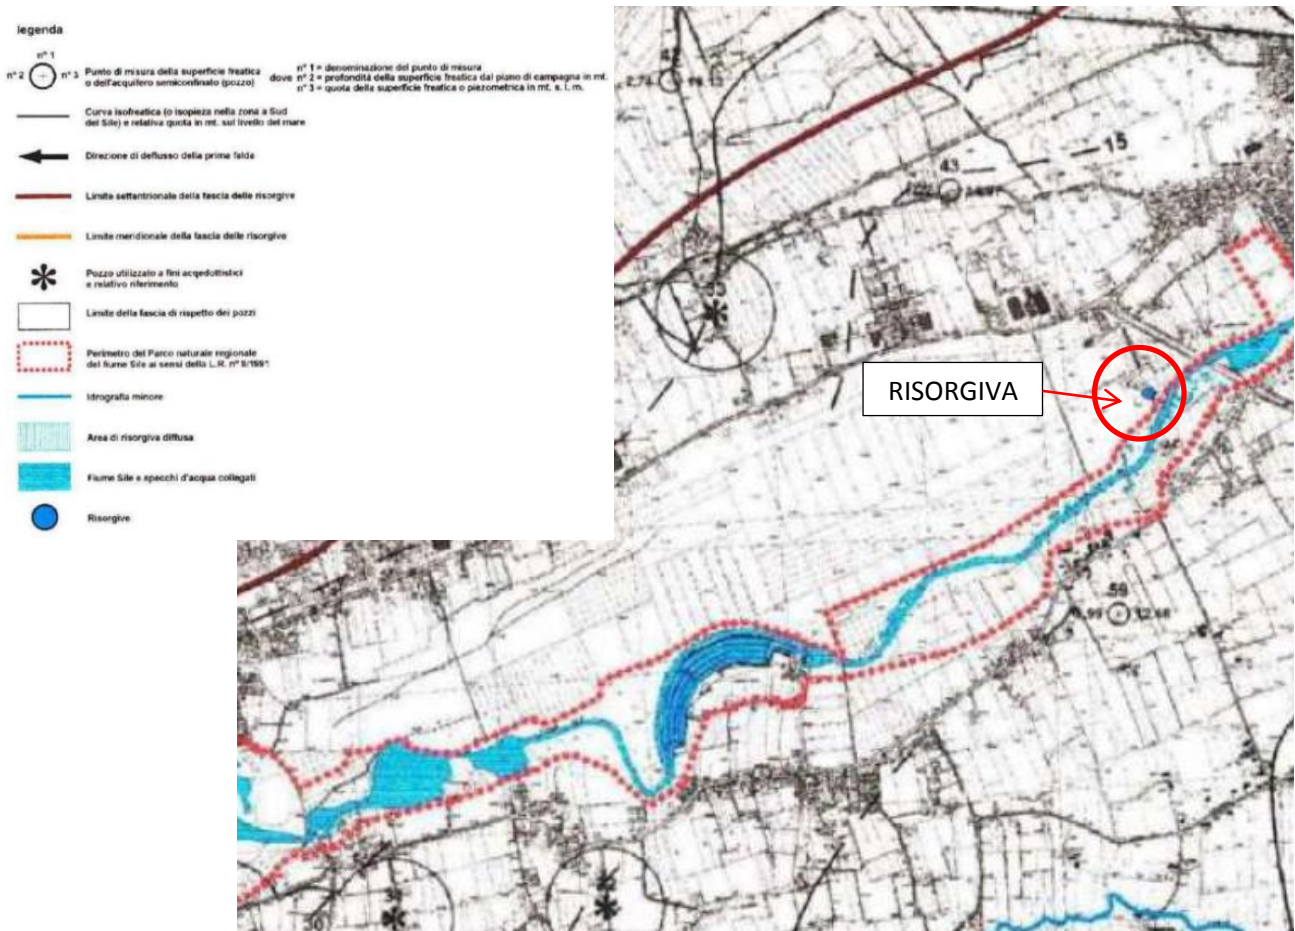 legenda
n° 1
n° 2
n° 3
Punto di misura della superficie freatica
o dell'acquifero semiconfinato (pozzo)
dove
n° 1 = denominazione del punto di misura
n° 2 = profondità della superficie freatica dal piano di campagna in mt.
n° 3 = quota della superficie freatica o piezometrica in mt. s. l. m.
Curva isofreatica (o isopieza nella zona a Sud
del Sile) e relativa quota in mt. sul livello del mare
Direzione di deflusso della prima falda
Limite settentrionale della fascia delle risorgive
Limite meridionale della fascia delle risorgive
Pozzo utilizzato a fini acquedottistici
e relativo riferimento
Limite della fascia di rispetto dei pozzi
Perimetro del Parco naturale regionale
del fiume Sile ai sensi della L.R. n° 8/1991
Idrografia minore
Area di risorgiva diffusa
Fiume Sile e specchi d'acqua collegati
Risorgive
42
15
43
RISORGIVA
59
12.68